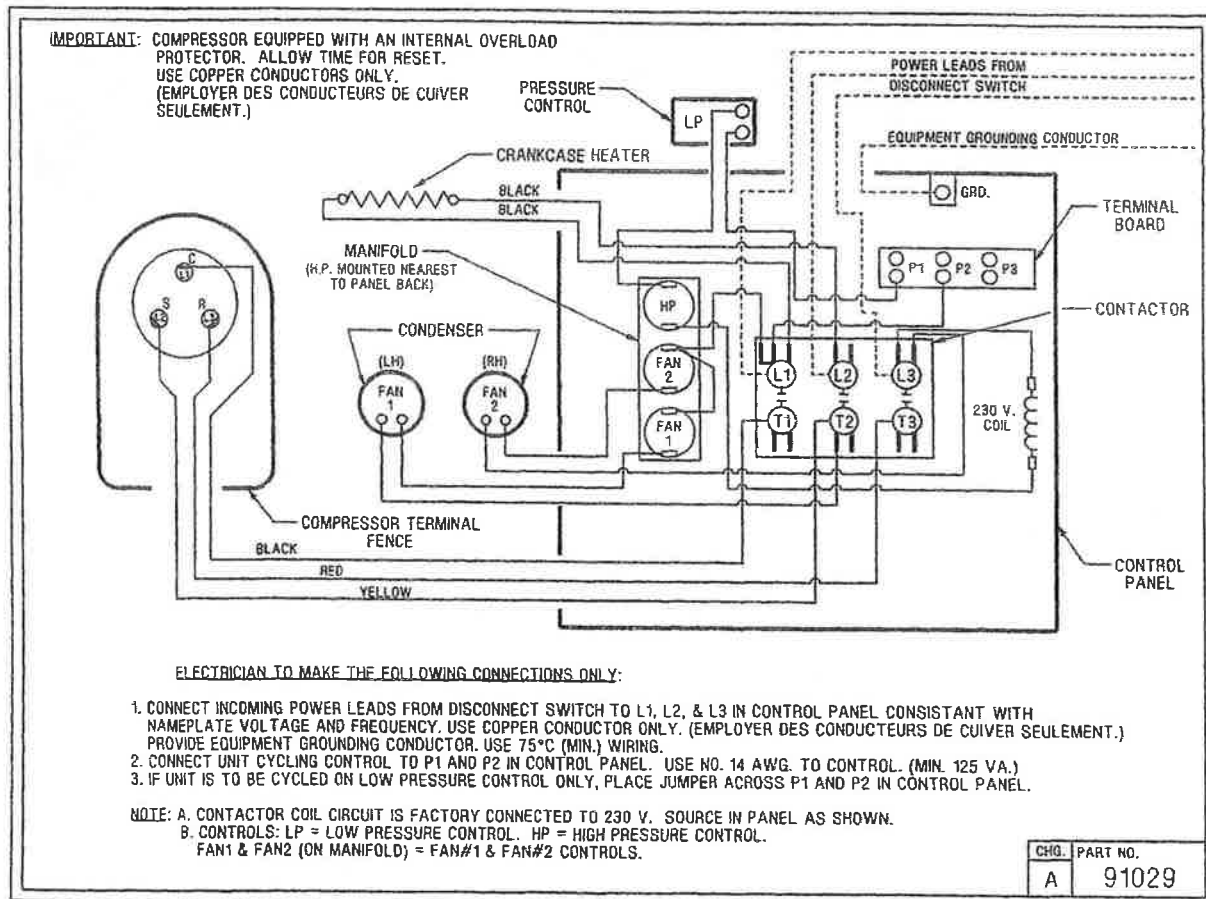 IMPORTANT: COMPRESSOR EQUIPPED WITH AN INTERNAL OVERLOAD
PROTECTOR. ALLOW TIME FOR RESET.
USE COPPER CONDUCTORS ONLY.
(EMPLOYER DES CONDUCTEURS DE CUIVER
SEULEMENT.)
PRESSURE
CONTROL
LP
POWER LEADS FROM
DISCONNECT SWITCH
EQUIPMENT GROUNDING CONDUCTOR
CRANKCASE HEATER
BLACK
BLACK
GRD.
TERMINAL
BOARD
MANIFOLD
(H.P. MOUNTED NEAREST
TO PANEL BACK)
P1
P2
P3
C
L1
S
R
L2
L3
HP
CONTACTOR
CONDENSER
(LH)
(RH)
FAN
1
FAN
2
FAN
2
FAN
1
L1
L2
L3
T1
T2
T3
230 V.
COIL
COMPRESSOR TERMINAL
FENCE
BLACK
RED
YELLOW
CONTROL
PANEL
ELECTRICIAN TO MAKE THE FOLLOWING CONNECTIONS ONLY:
1. CONNECT INCOMING POWER LEADS FROM DISCONNECT SWITCH TO L1, L2, & L3 IN CONTROL PANEL CONSISTANT WITH
NAMEPLATE VOLTAGE AND FREQUENCY. USE COPPER CONDUCTOR ONLY. (EMPLOYER DES CONDUCTEURS DE CUIVER SEULEMENT.)
PROVIDE EQUIPMENT GROUNDING CONDUCTOR. USE 75°C (MIN.) WIRING.
2. CONNECT UNIT CYCLING CONTROL TO P1 AND P2 IN CONTROL PANEL. USE NO. 14 AWG. TO CONTROL. (MIN. 125 VA.)
3. IF UNIT IS TO BE CYCLED ON LOW PRESSURE CONTROL ONLY, PLACE JUMPER ACROSS P1 AND P2 IN CONTROL PANEL.
NOTE: A. CONTACTOR COIL CIRCUIT IS FACTORY CONNECTED TO 230 V. SOURCE IN PANEL AS SHOWN.
B. CONTROLS: LP = LOW PRESSURE CONTROL. HP = HIGH PRESSURE CONTROL.
FAN1 & FAN2 (ON MANIFOLD) = FAN#1 & FAN#2 CONTROLS.
CHG.
PART NO.
A
91029